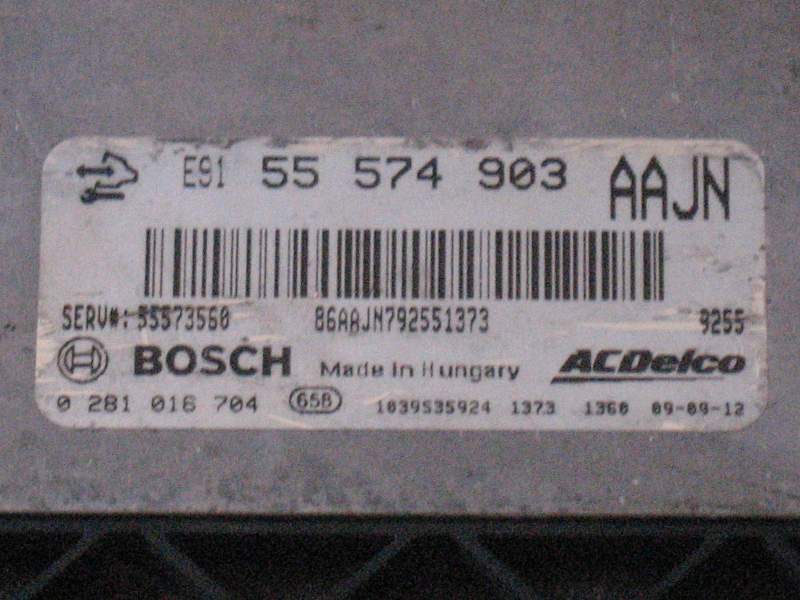 E91 55 574 903 AAJN
SERV#: 55573560 86AAJN792551373 9255
BOSCH Made in Hungary ACDelco
0 281 016 704 658 1039S35924 1373 1360 09-09-12